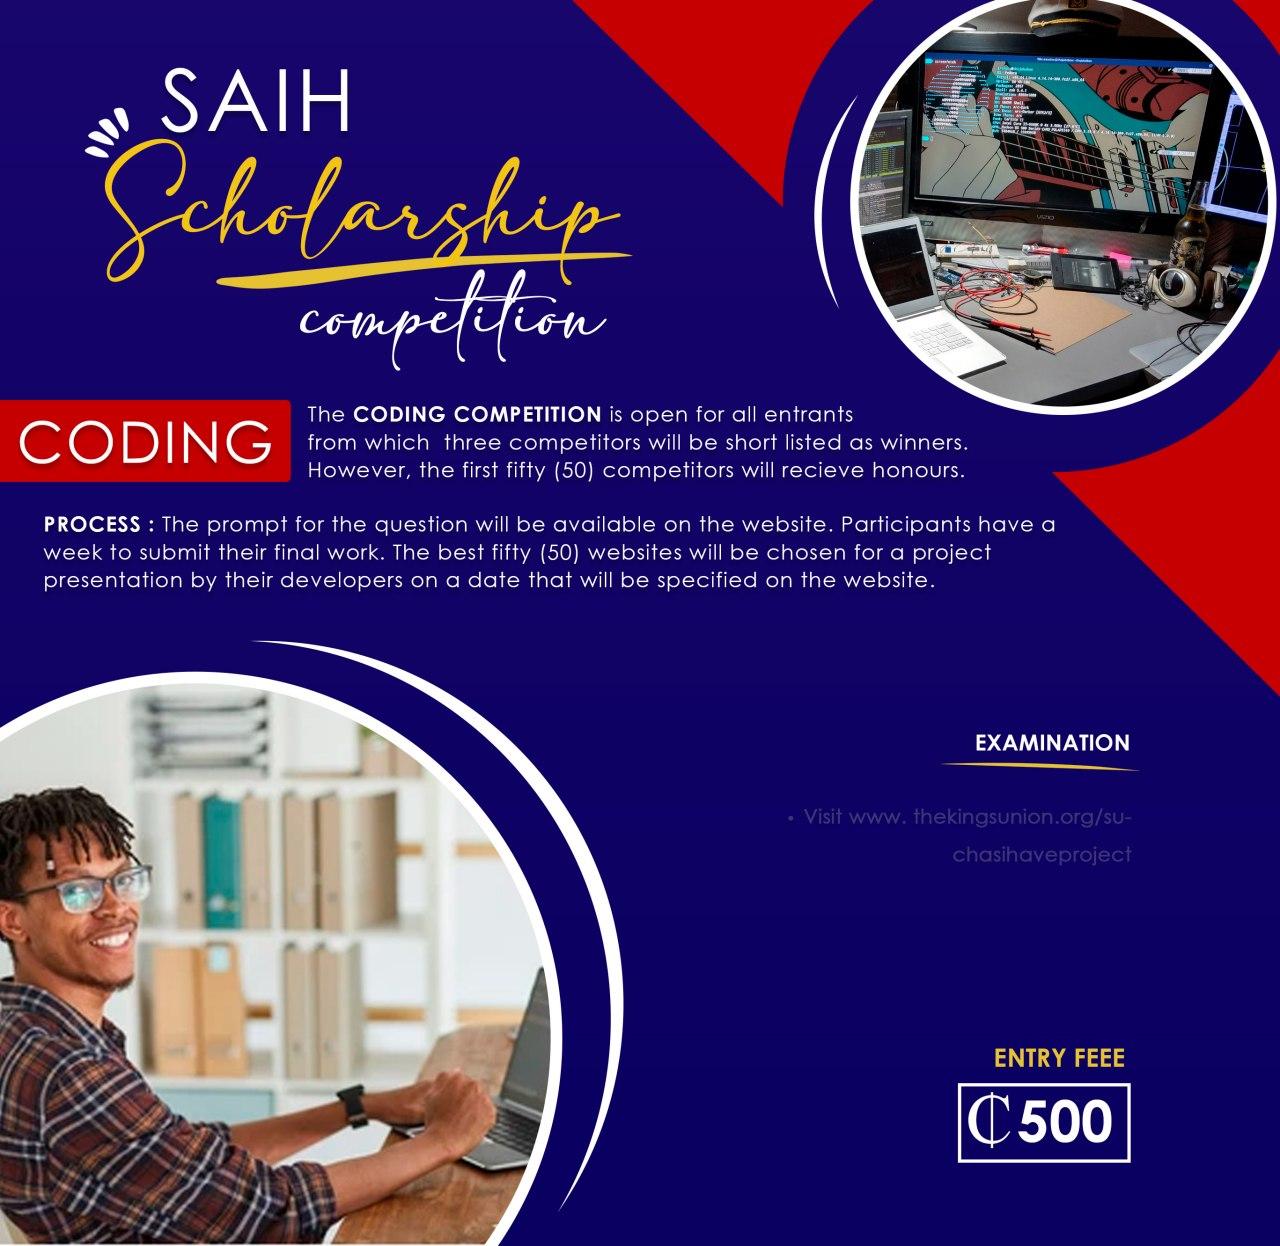 SAIH
Scholarship
competition
CODING
The CODING COMPETITION is open for all entrants
from which three competitors will be short listed as winners.
However, the first fifty (50) competitors will recieve honours.
PROCESS : The prompt for the question will be available on the website. Participants have a
week to submit their final work. The best fifty (50) websites will be chosen for a project
presentation by their developers on a date that will be specified on the website.
EXAMINATION
• Visit www. thekingsunion.org/su-
chasihaveproject
ENTRY FEEE
₵500
VIZIO